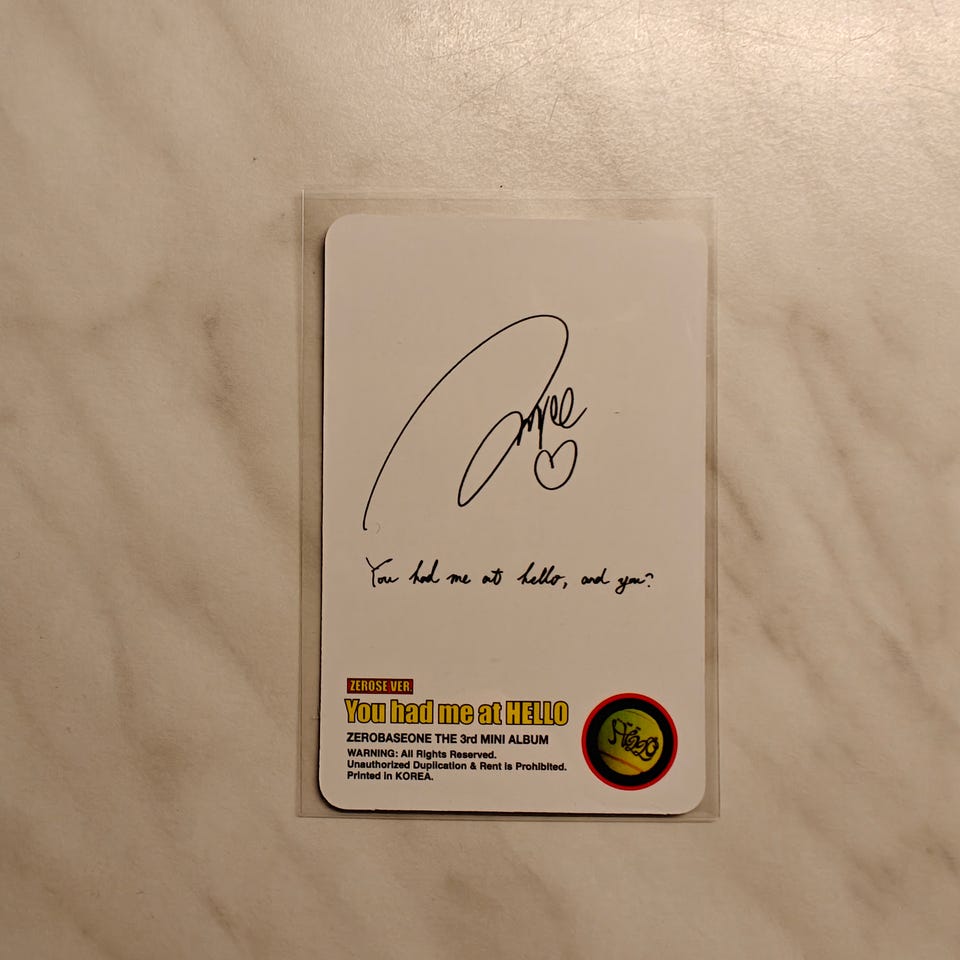 You had me at hello, and you?
ZEROSE VER.
You had me at HELLO
ZEROBASEONE THE 3rd MINI ALBUM
WARNING: All Rights Reserved.
Unauthorized Duplication & Rent is Prohibited.
Printed in KOREA.